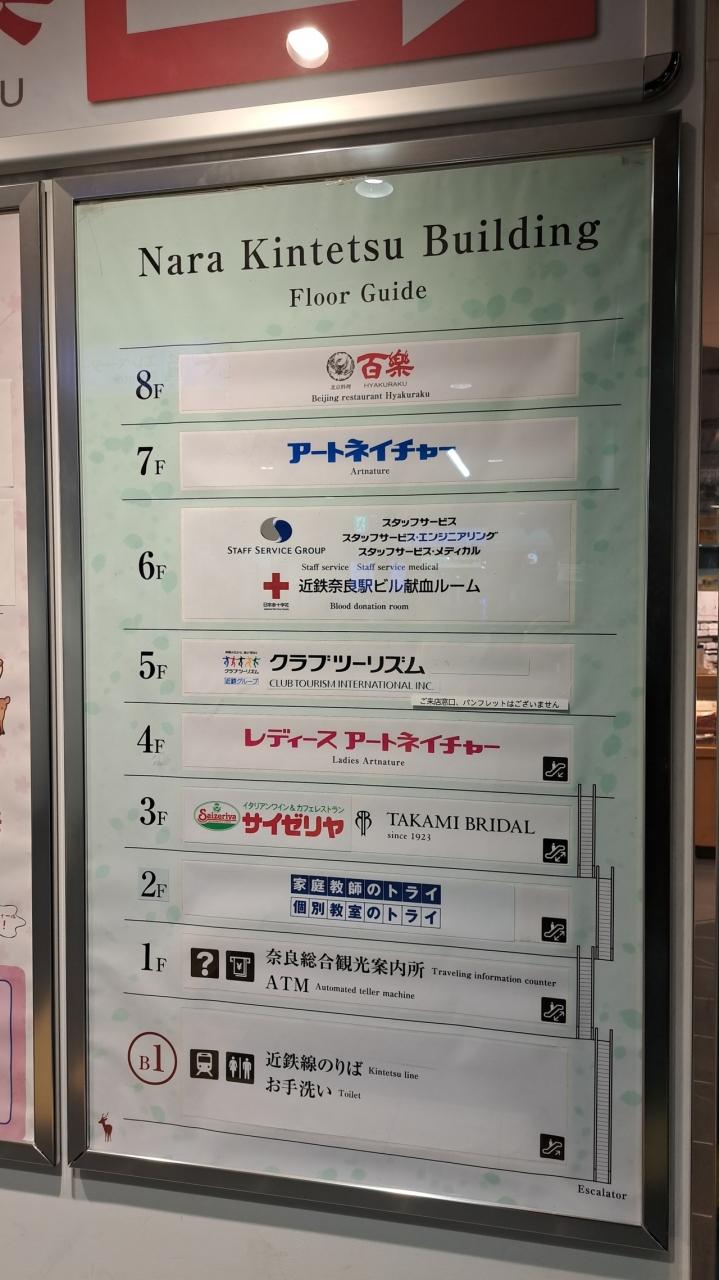 U
Nara Kintetsu Building
Floor Guide
8F
北京料理 百楽
HYAKURAKU
Beijing restaurant Hyakuraku
7F
アートネイチャー
Artnature
6F
STAFF SERVICE GROUP
スタッフサービス
スタッフサービス・エンジニアリング
スタッフサービス・メディカル
Staff service Staff service medical
日本赤十字社
近鉄奈良駅ビル献血ルーム
Blood donation room
5F
クラブツーリズム
近鉄グループ
クラブツーリズム
CLUB TOURISM INTERNATIONAL INC.
ご来店窓口、パンフレットはございません
4F
レディース アートネイチャー
Ladies Artnature
3F
Saizeriya
イタリアンワイン&カフェレストラン
サイゼリヤ
TAKAMI BRIDAL
since 1923
2F
家庭教師のトライ
個別教室のトライ
1F
? ¥
奈良総合観光案内所 Traveling information counter
ATM Automated teller machine
B1
近鉄線のりば Kintetsu line
お手洗い Toilet
Escalator